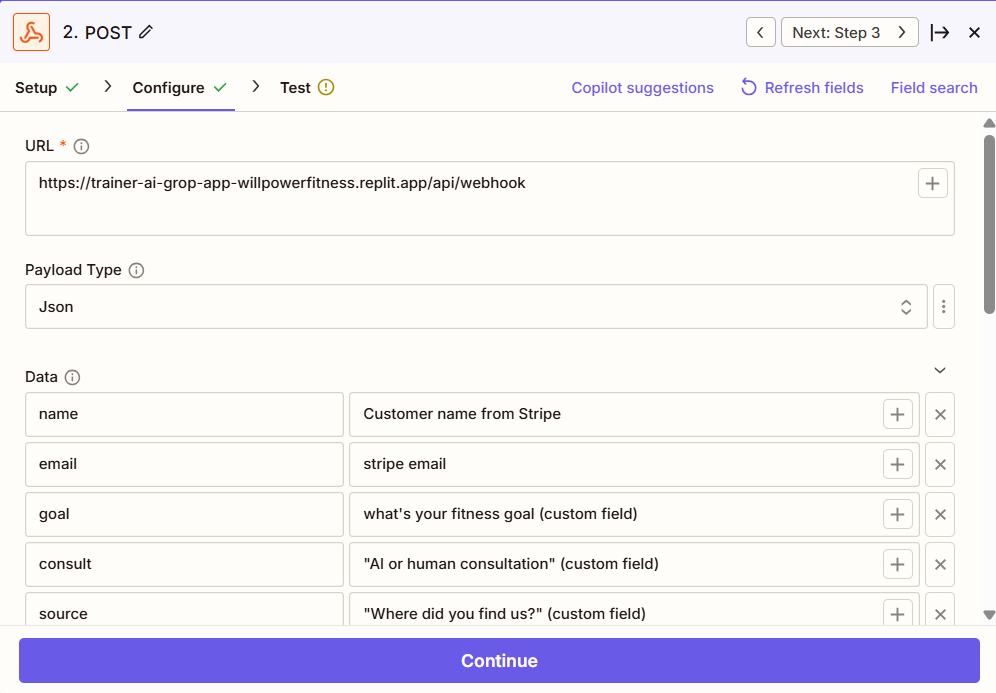 2. POST
Next: Step 3
Setup
Configure
Test
Copilot suggestions
Refresh fields
Field search
URL *
https://trainer-ai-grop-app-willpowerfitness.replit.app/api/webhook
Payload Type
Json
Data
name
Customer name from Stripe
email
stripe email
goal
what's your fitness goal (custom field)
consult
"AI or human consultation" (custom field)
source
"Where did you find us?" (custom field)
Continue